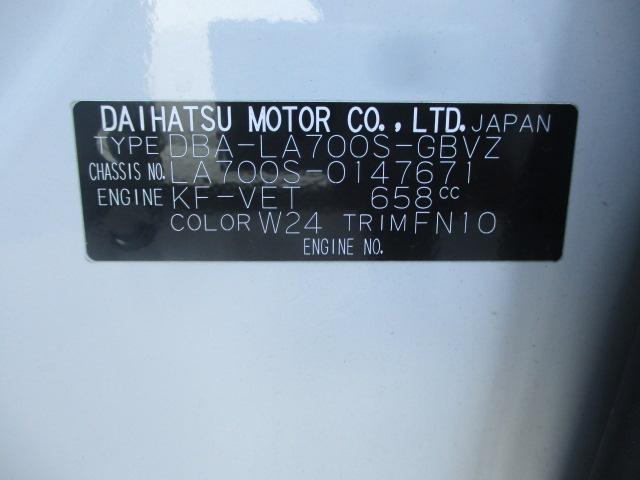 DAIHATSU MOTOR CO., LTD. JAPAN
TYPE DBA-LA700S-GBVZ
CHASSIS NO. LA700S-0147671
ENGINE KF-VET 658cc
COLOR W24 TRIM FN10
ENGINE NO.